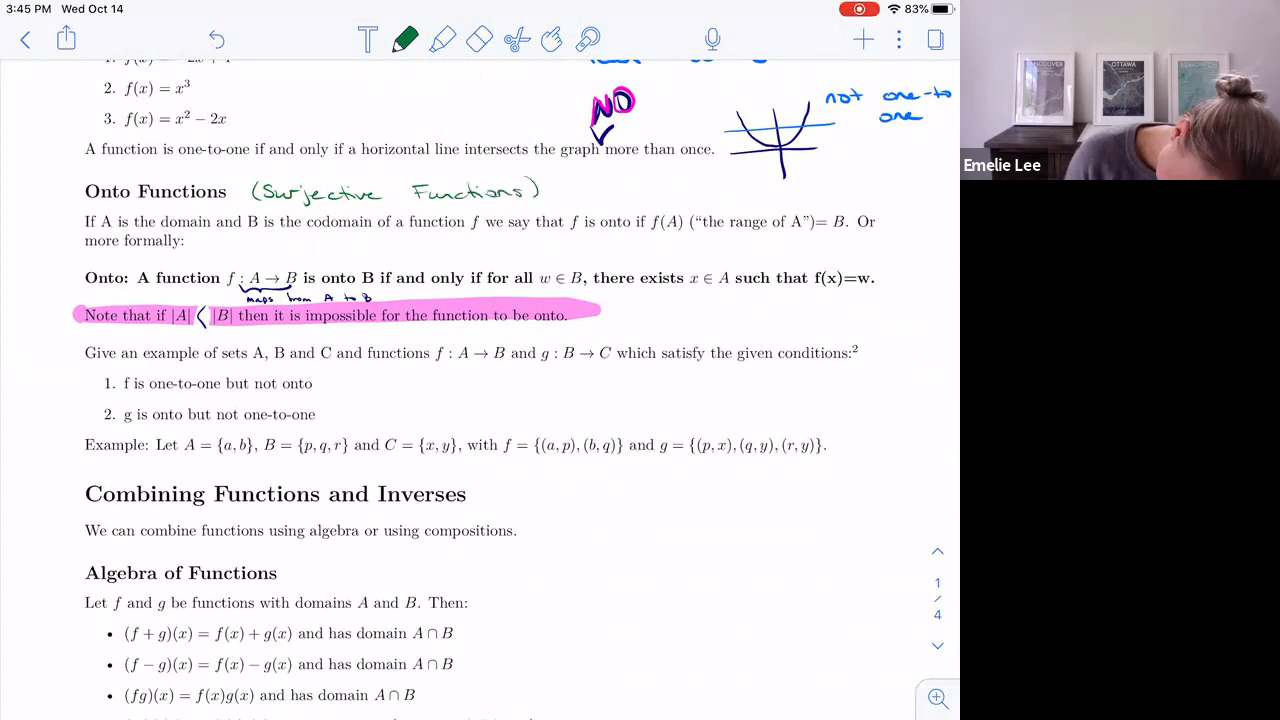 3:45 PM Wed Oct 14
83%
2. f(x) = x³
NO
not one-to
one
3. f(x) = x² − 2x
A function is one-to-one if and only if a horizontal line intersects the graph more than once.
Onto Functions (Surjective Functions)
If A is the domain and B is the codomain of a function f we say that f is onto if f(A) (“the range of A”)= B. Or
more formally:
Onto: A function f : A → B is onto B if and only if for all w ∈ B, there exists x ∈ A such that f(x)=w.
maps from A to B
Note that if |A| < |B| then it is impossible for the function to be onto.
Give an example of sets A, B and C and functions f : A → B and g : B → C which satisfy the given conditions:²
1. f is one-to-one but not onto
2. g is onto but not one-to-one
Example: Let A = {a, b}, B = {p, q, r} and C = {x, y}, with f = {(a, p), (b, q)} and g = {(p, x), (q, y), (r, y)}.
Combining Functions and Inverses
We can combine functions using algebra or using compositions.
Algebra of Functions
Let f and g be functions with domains A and B. Then:
• (f + g)(x) = f(x) + g(x) and has domain A ∩ B
• (f − g)(x) = f(x) − g(x) and has domain A ∩ B
• (fg)(x) = f(x)g(x) and has domain A ∩ B
1
/
4
VANCOUVER
OTTAWA
EDMONTON
Emelie Lee